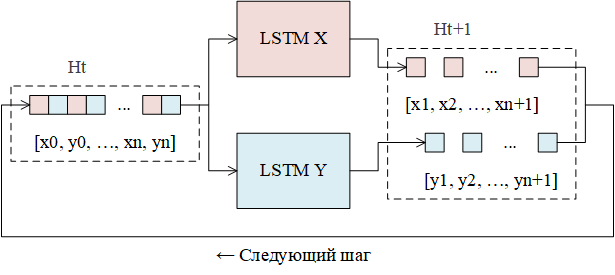 Ht
LSTM X
Ht+1
...
...
[x0, y0, …, xn, yn]
[x1, x2, …, xn+1]
LSTM Y
...
[y1, y2, …, yn+1]
← Следующий шаг